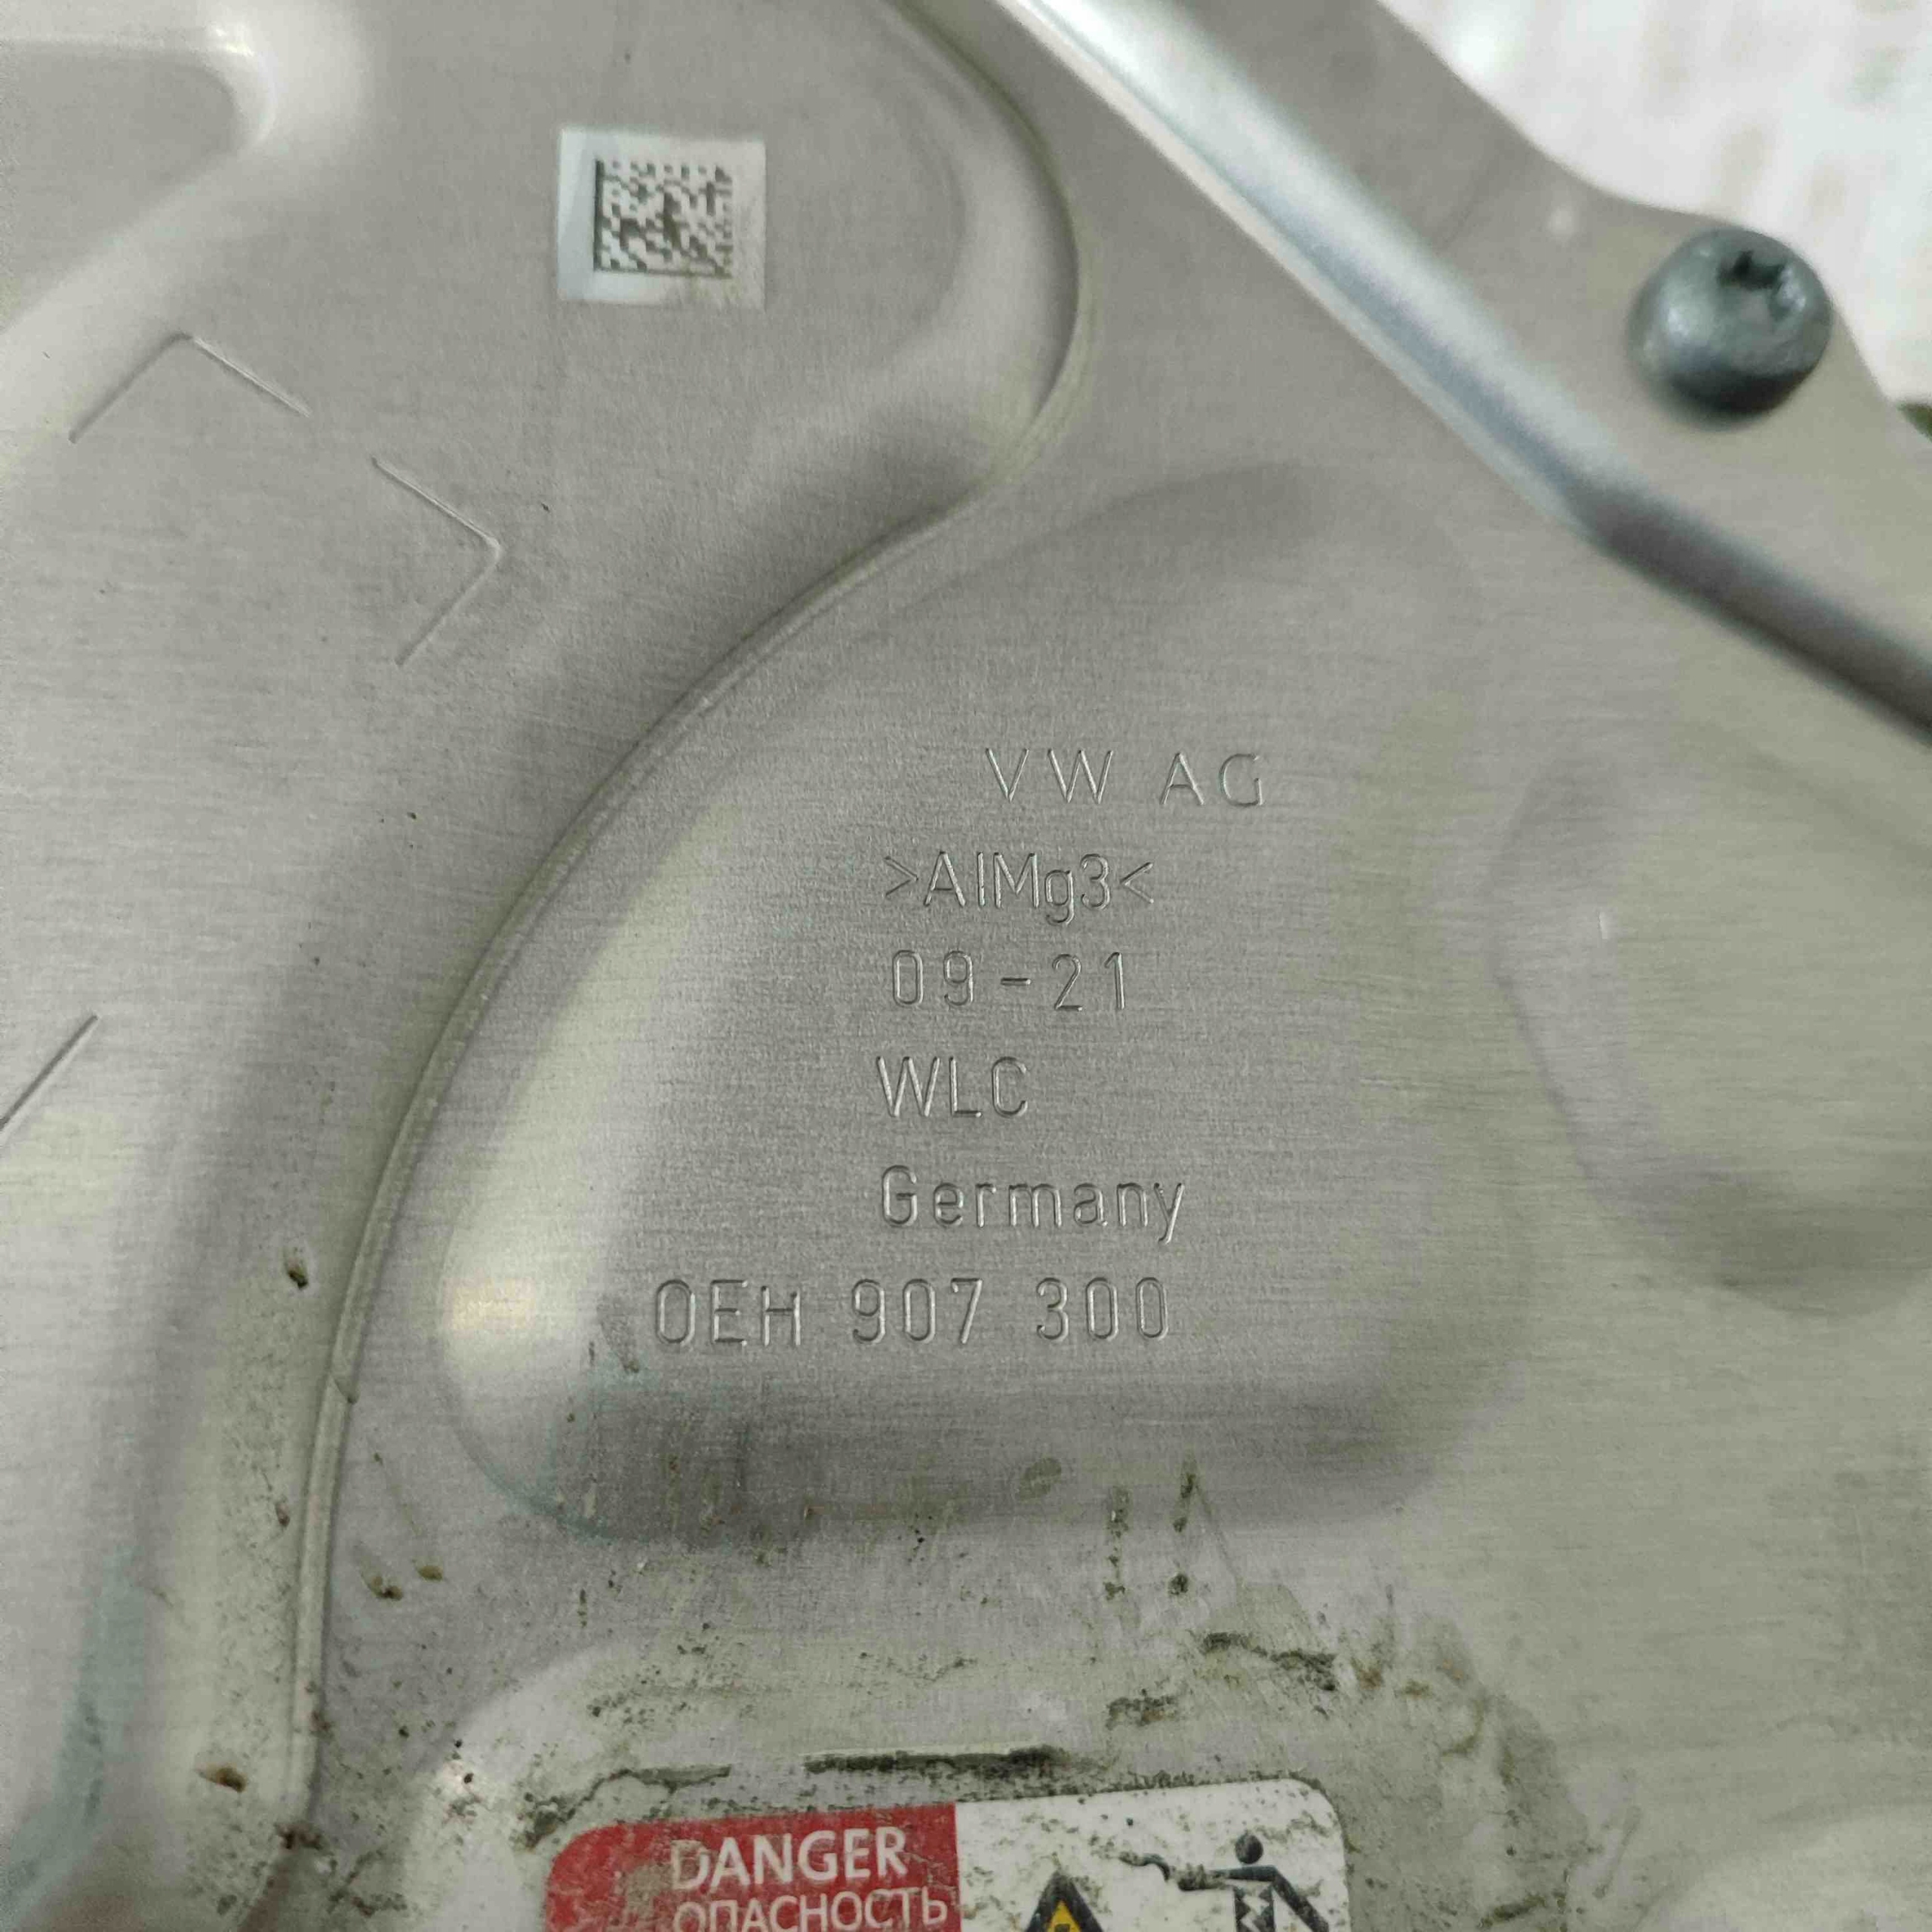 VW AG
>AlMg3<
09-21
WLC
Germany
0EH 907 300
DANGER
ОПАСНОСТЬ